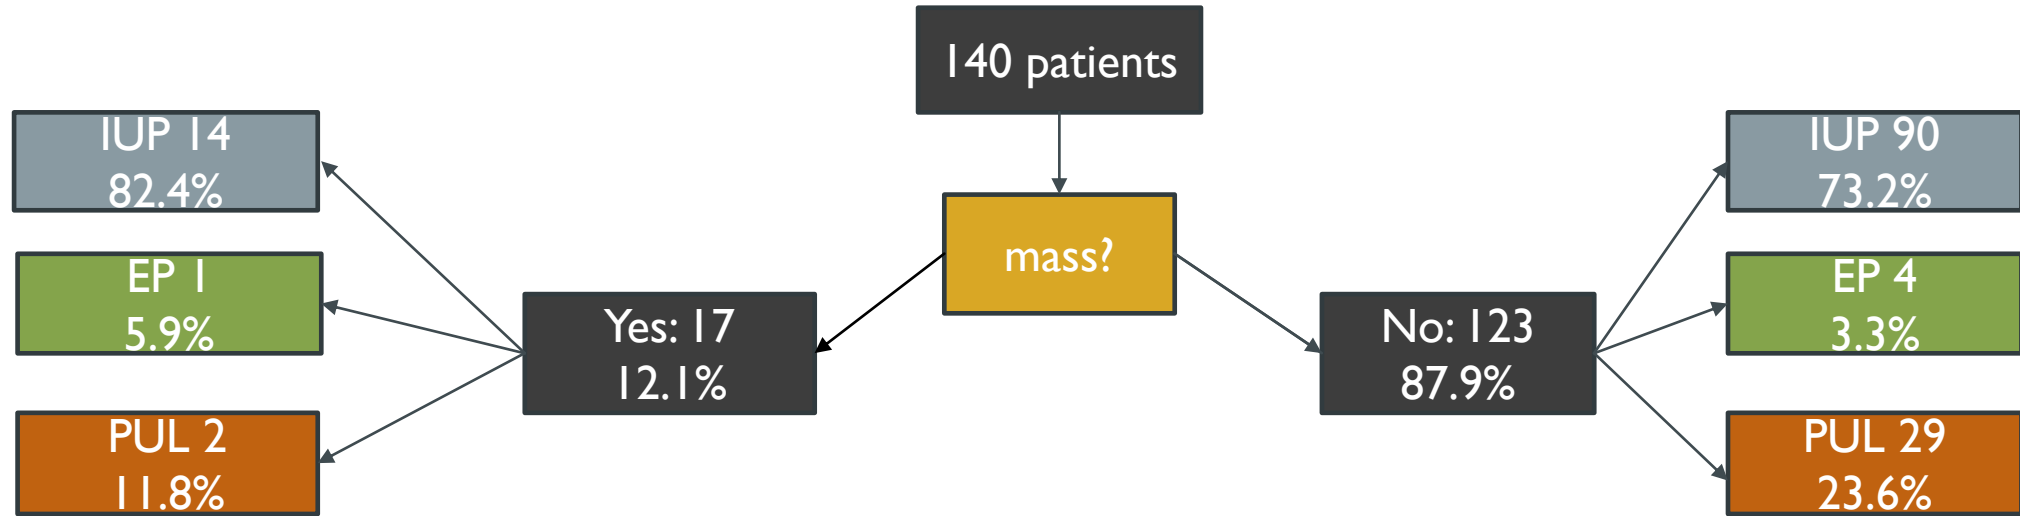 140 patients
mass?
Yes: 17
12.1%
IUP 14
82.4%
EP 1
5.9%
PUL 2
11.8%
No: 123
87.9%
IUP 90
73.2%
EP 4
3.3%
PUL 29
23.6%